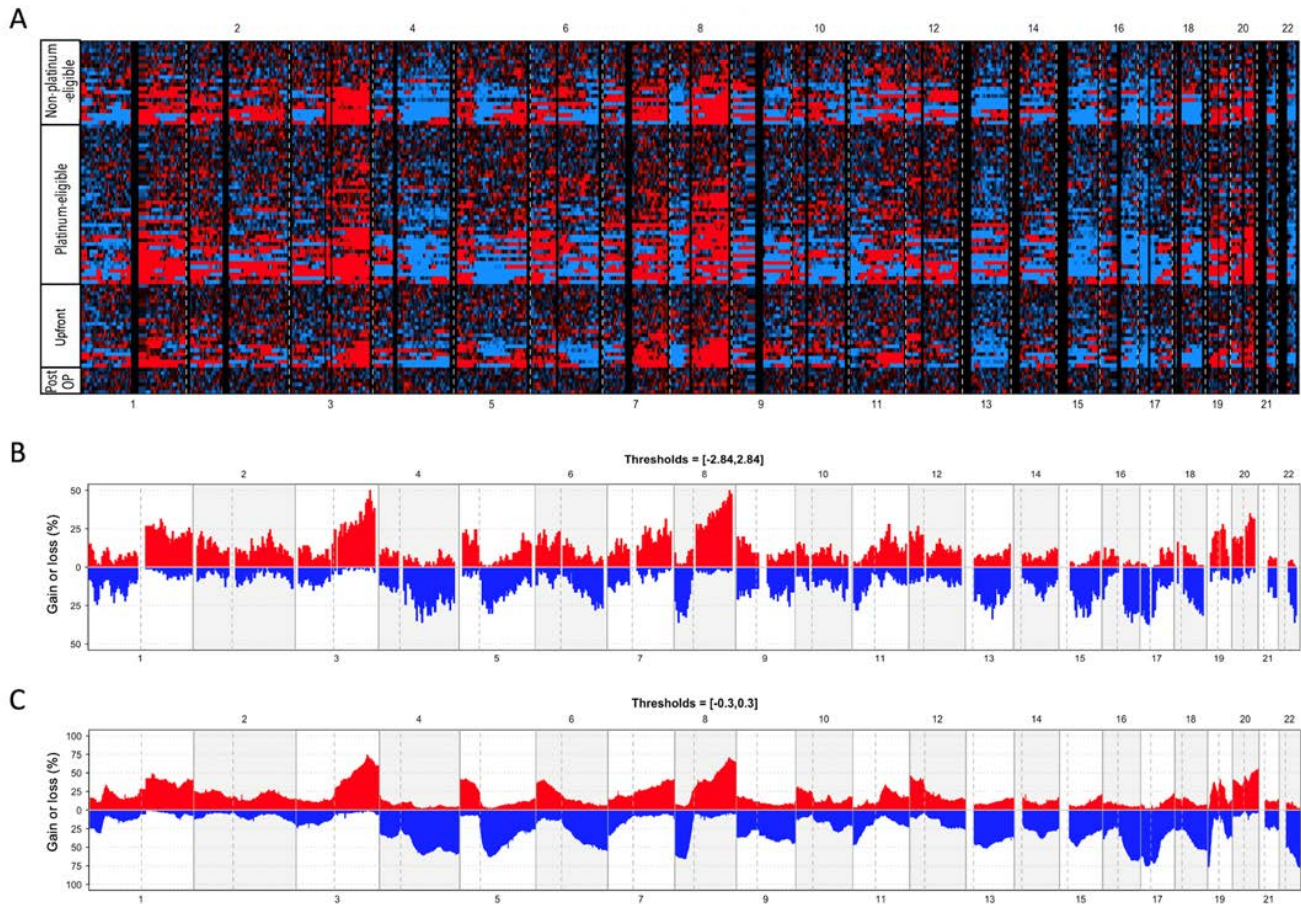 A
2 4 6 8 10 12 14 16 18 20 22
Non-platinum
-eligible
Platinum-eligible
Upfront
Post
OP
1 3 5 7 9 11 13 15 17 19 21
B
Thresholds = [-2.84,2.84]
2 4 6 8 10 12 14 16 18 20 22
Gain or loss (%)
50
25
0
25
50
1 3 5 7 9 11 13 15 17 19 21
C
Thresholds = [-0.3,0.3]
2 4 6 8 10 12 14 16 18 20 22
Gain or loss (%)
100
75
50
25
0
25
50
75
100
1 3 5 7 9 11 13 15 17 19 21